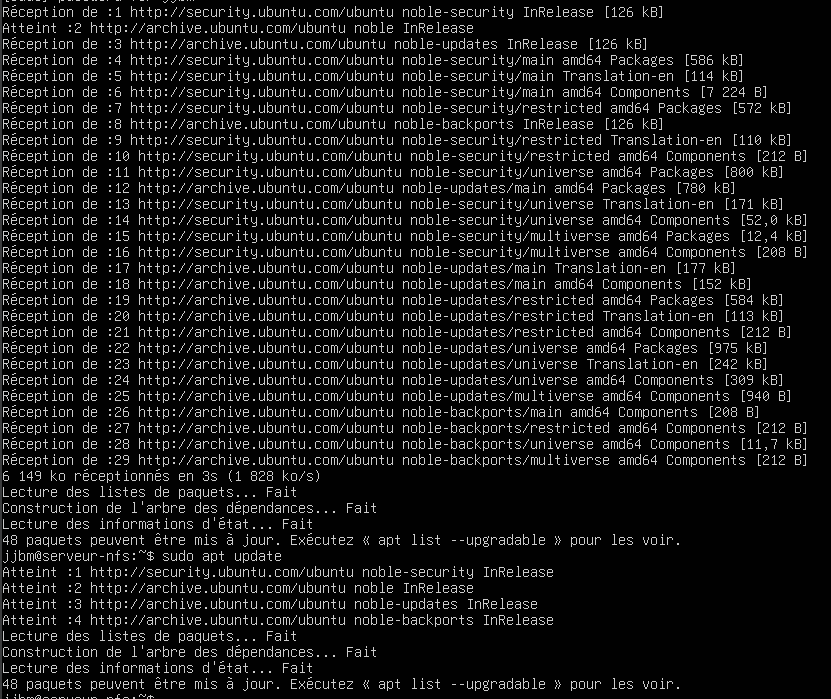 Réception de :1 http://security.ubuntu.com/ubuntu noble-security InRelease [126 kB]
Atteint :2 http://archive.ubuntu.com/ubuntu noble InRelease
Réception de :3 http://archive.ubuntu.com/ubuntu noble-updates InRelease [126 kB]
Réception de :4 http://security.ubuntu.com/ubuntu noble-security/main amd64 Packages [586 kB]
Réception de :5 http://security.ubuntu.com/ubuntu noble-security/main Translation-en [114 kB]
Réception de :6 http://security.ubuntu.com/ubuntu noble-security/main amd64 Components [7 224 B]
Réception de :7 http://security.ubuntu.com/ubuntu noble-security/restricted amd64 Packages [572 kB]
Réception de :8 http://archive.ubuntu.com/ubuntu noble-backports InRelease [126 kB]
Réception de :9 http://security.ubuntu.com/ubuntu noble-security/restricted Translation-en [110 kB]
Réception de :10 http://security.ubuntu.com/ubuntu noble-security/restricted amd64 Components [212 B]
Réception de :11 http://security.ubuntu.com/ubuntu noble-security/universe amd64 Packages [800 kB]
Réception de :12 http://archive.ubuntu.com/ubuntu noble-updates/main amd64 Packages [780 kB]
Réception de :13 http://security.ubuntu.com/ubuntu noble-security/universe Translation-en [171 kB]
Réception de :14 http://security.ubuntu.com/ubuntu noble-security/universe amd64 Components [52,0 kB]
Réception de :15 http://security.ubuntu.com/ubuntu noble-security/multiverse amd64 Packages [12,4 kB]
Réception de :16 http://security.ubuntu.com/ubuntu noble-security/multiverse amd64 Components [208 B]
Réception de :17 http://archive.ubuntu.com/ubuntu noble-updates/main Translation-en [177 kB]
Réception de :18 http://archive.ubuntu.com/ubuntu noble-updates/main amd64 Components [152 kB]
Réception de :19 http://archive.ubuntu.com/ubuntu noble-updates/restricted amd64 Packages [584 kB]
Réception de :20 http://archive.ubuntu.com/ubuntu noble-updates/restricted Translation-en [113 kB]
Réception de :21 http://archive.ubuntu.com/ubuntu noble-updates/restricted amd64 Components [212 B]
Réception de :22 http://archive.ubuntu.com/ubuntu noble-updates/universe amd64 Packages [975 kB]
Réception de :23 http://archive.ubuntu.com/ubuntu noble-updates/universe Translation-en [242 kB]
Réception de :24 http://archive.ubuntu.com/ubuntu noble-updates/universe amd64 Components [309 kB]
Réception de :25 http://archive.ubuntu.com/ubuntu noble-updates/multiverse amd64 Components [940 B]
Réception de :26 http://archive.ubuntu.com/ubuntu noble-backports/main amd64 Components [208 B]
Réception de :27 http://archive.ubuntu.com/ubuntu noble-backports/restricted amd64 Components [212 B]
Réception de :28 http://archive.ubuntu.com/ubuntu noble-backports/universe amd64 Components [11,7 kB]
Réception de :29 http://archive.ubuntu.com/ubuntu noble-backports/multiverse amd64 Components [212 B]
6 149 ko réceptionnés en 3s (1 828 ko/s)
Lecture des listes de paquets... Fait
Construction de l'arbre des dépendances... Fait
Lecture des informations d'état... Fait
48 paquets peuvent être mis à jour. Exécutez « apt list --upgradable » pour les voir.
jjbm@serveur-nfs:~$ sudo apt update
Atteint :1 http://security.ubuntu.com/ubuntu noble-security InRelease
Atteint :2 http://archive.ubuntu.com/ubuntu noble InRelease
Atteint :3 http://archive.ubuntu.com/ubuntu noble-updates InRelease
Atteint :4 http://archive.ubuntu.com/ubuntu noble-backports InRelease
Lecture des listes de paquets... Fait
Construction de l'arbre des dépendances... Fait
Lecture des informations d'état... Fait
48 paquets peuvent être mis à jour. Exécutez « apt list --upgradable » pour les voir.
jjbm@serveur-nfs:~$